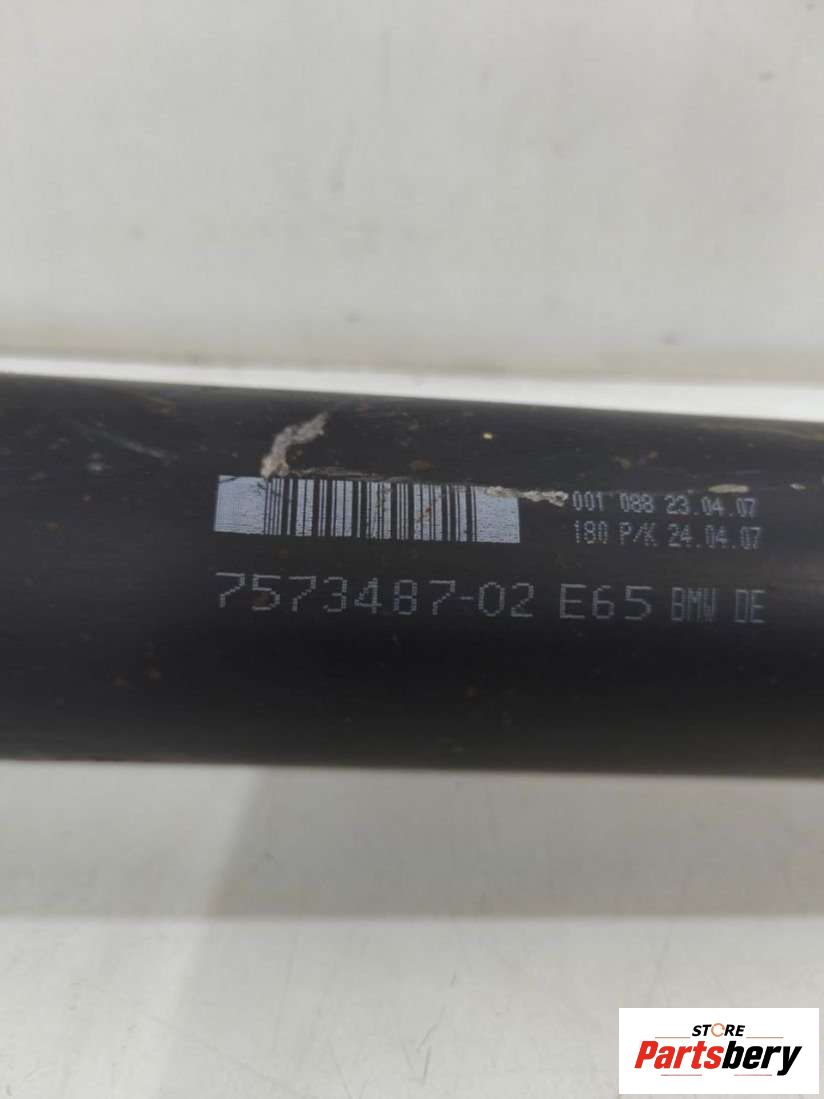 001 088 23.04.07
180 P/K 24.04.07
7573487-02 E65 BMW DE
STORE
Partsbery